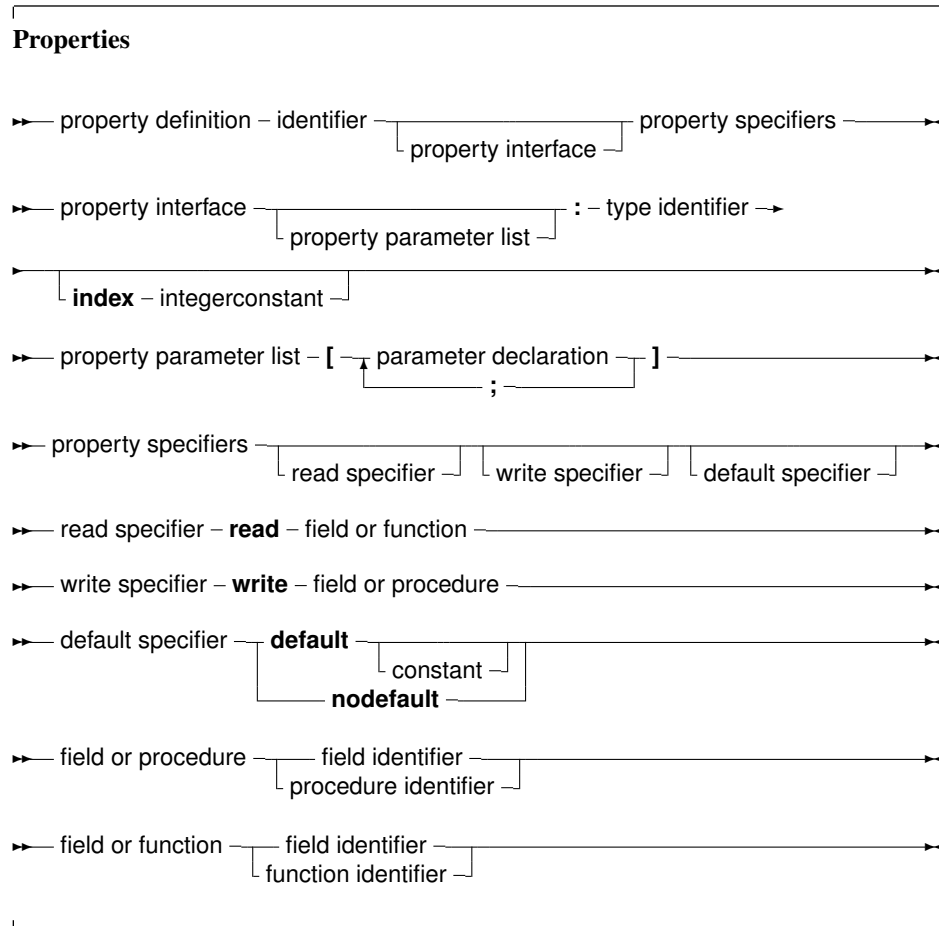 Properties
property definition – identifier property specifiers
property interface
property interface : – type identifier
property parameter list
index – integerconstant
property parameter list – [ parameter declaration ]
;
property specifiers
read specifier write specifier default specifier
read specifier – read – field or function
write specifier – write – field or procedure
default specifier default
constant
nodefault
field or procedure field identifier
procedure identifier
field or function field identifier
function identifier